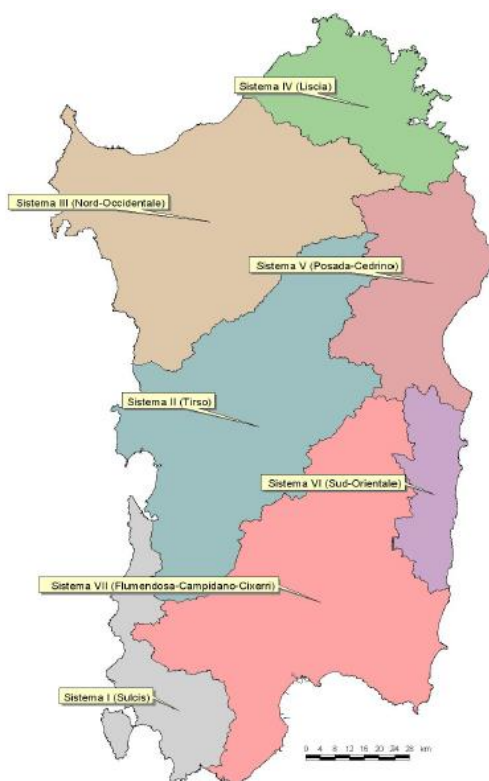 Sistema IV (Liscia)
Sistema III (Nord-Occidentale)
Sistema V (Posada-Cedrino)
Sistema II (Tirso)
Sistema VI (Sud-Orientale)
Sistema VII (Flumendosa-Campidano-Cixerri)
Sistema I (Sulcis)
0 4 8 12 16 20 24 28 km